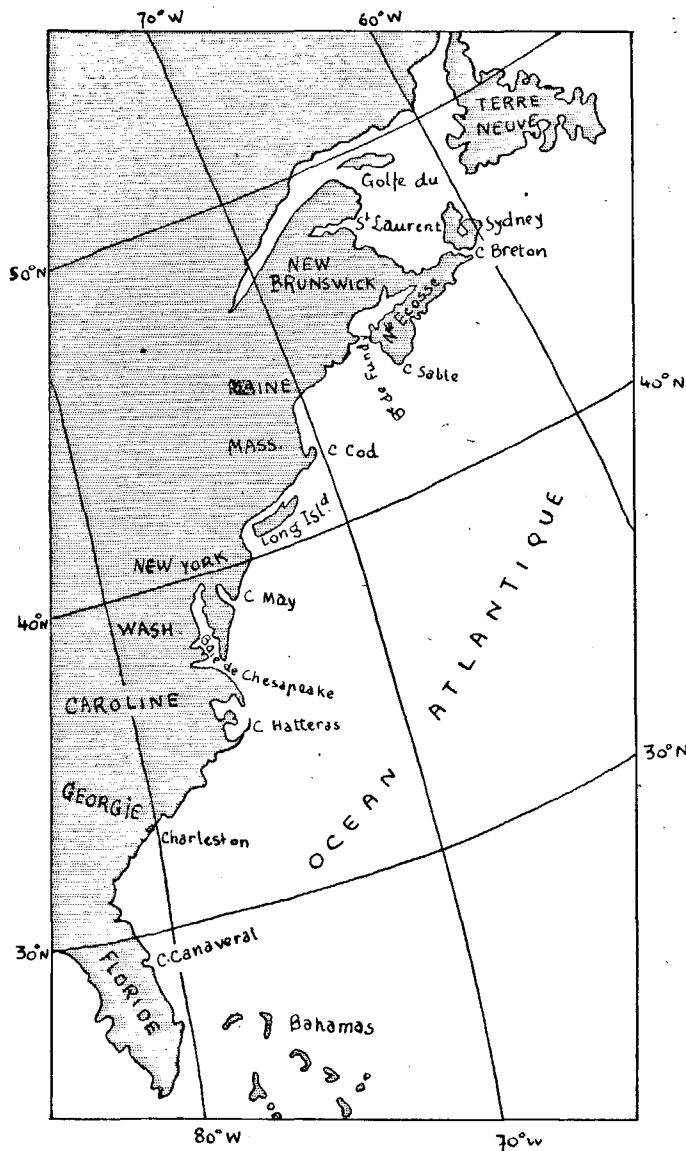 70°W
60°W
TERRE
NEUVE
Golfe du
St Laurent
Sydney
C Breton
50°N
NEW
BRUNSWICK
Nle Ecosse
C Sable
B. de Fundy
40°N
MAINE
MASS.
C Cod
Long Isld.
NEW YORK
C May
40°N
WASH.
Baie de Chesapeake
CAROLINE
C Hatteras
OCEAN ATLANTIQUE
30°N
GEORGIE
Charleston
30°N
C. Canaveral
FLORIDE
Bahamas
80°W
70°W